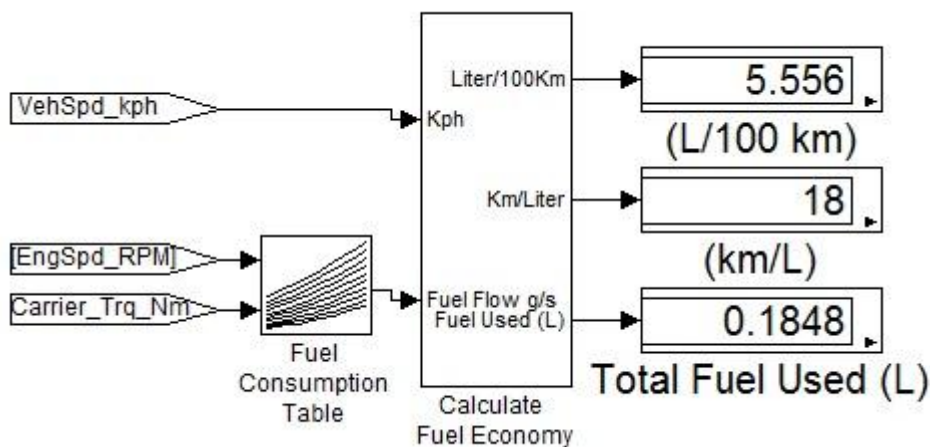 VehSpd_kph
[EngSpd_RPM]
Carrier_Trq_Nm
Fuel
Consumption
Table
Kph
Fuel Flow g/s
Liter/100Km
Km/Liter
Fuel Used (L)
Calculate
Fuel Economy
5.556
(L/100 km)
18
(km/L)
0.1848
Total Fuel Used (L)